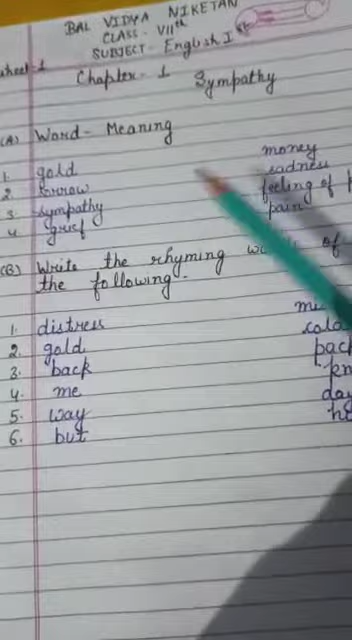 BAL VIDYA NIKETAN
CLASS - VIIth
SUBJECT - English I
Chapter - 1 Sympathy
(A) Word - Meaning
1. gold money
2. sorrow sadness
3. sympathy feeling of
4. grief pain
(B) Write the rhyming of
the following.
1. distress
2. gold
3. back
4. me
5. way day
6. but